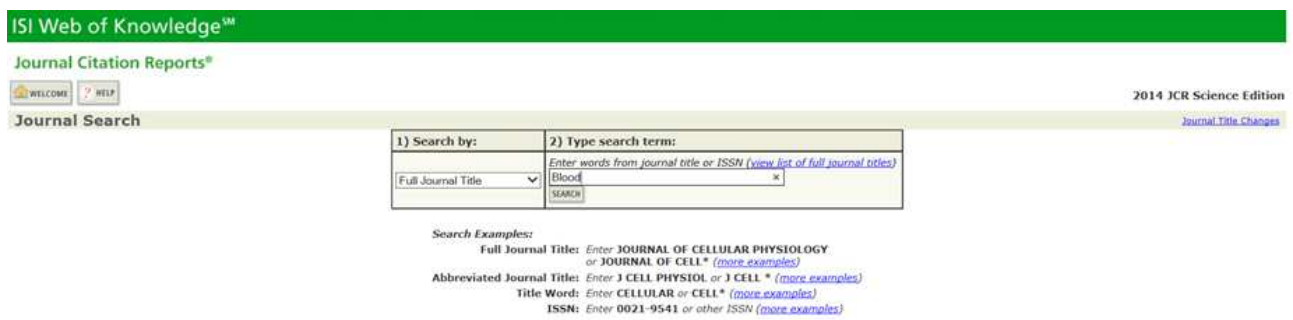 ISI Web of Knowledge℠
Journal Citation Reports®
WELCOME ? HELP
2014 JCR Science Edition
Journal Search
Journal Title Changes
1) Search by: 2) Type search term:
Enter words from journal title or ISSN (view list of full journal titles)
Full Journal Title Blood ×
SEARCH
Search Examples:
Full Journal Title: Enter JOURNAL OF CELLULAR PHYSIOLOGY
or JOURNAL OF CELL* (more examples)
Abbreviated Journal Title: Enter J CELL PHYSIOL or J CELL * (more examples)
Title Word: Enter CELLULAR or CELL* (more examples)
ISSN: Enter 0021-9541 or other ISSN (more examples)